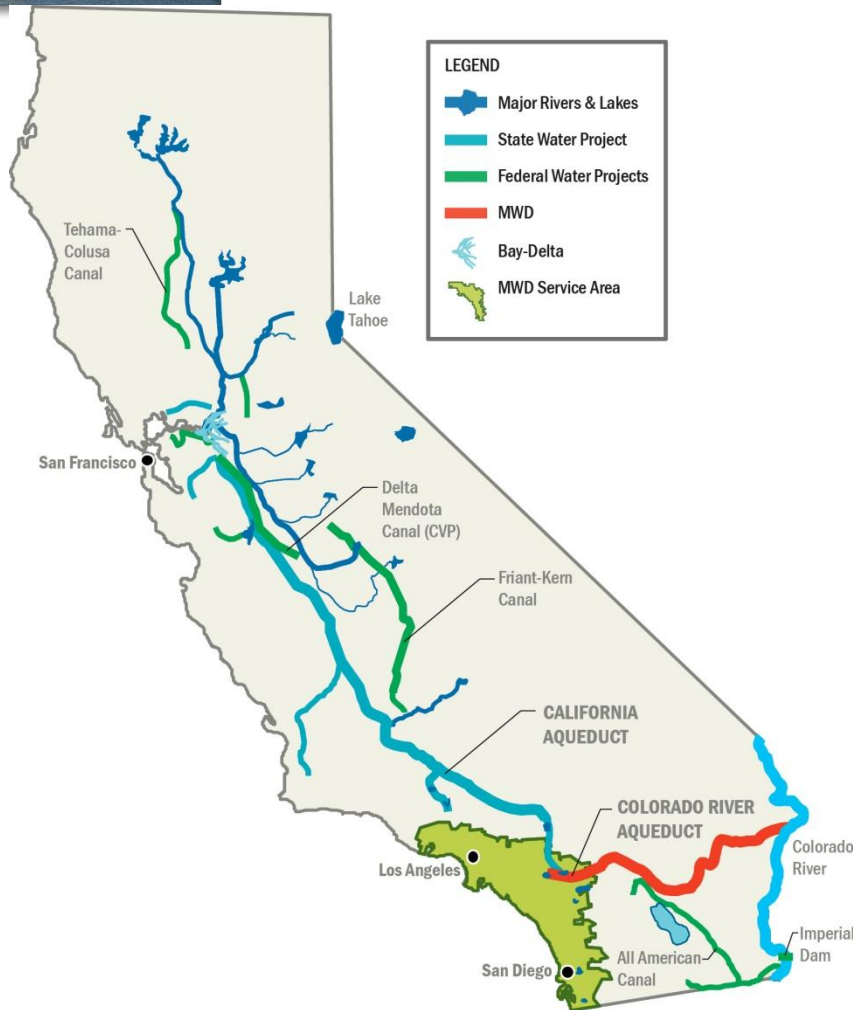 LEGEND
Major Rivers & Lakes
State Water Project
Federal Water Projects
MWD
Bay-Delta
MWD Service Area
Tehama-
Colusa
Canal
Lake
Tahoe
San Francisco
Delta
Mendota
Canal (CVP)
Friant-Kern
Canal
CALIFORNIA
AQUEDUCT
COLORADO RIVER
AQUEDUCT
Colorado
River
Los Angeles
Imperial
Dam
All American
Canal
San Diego